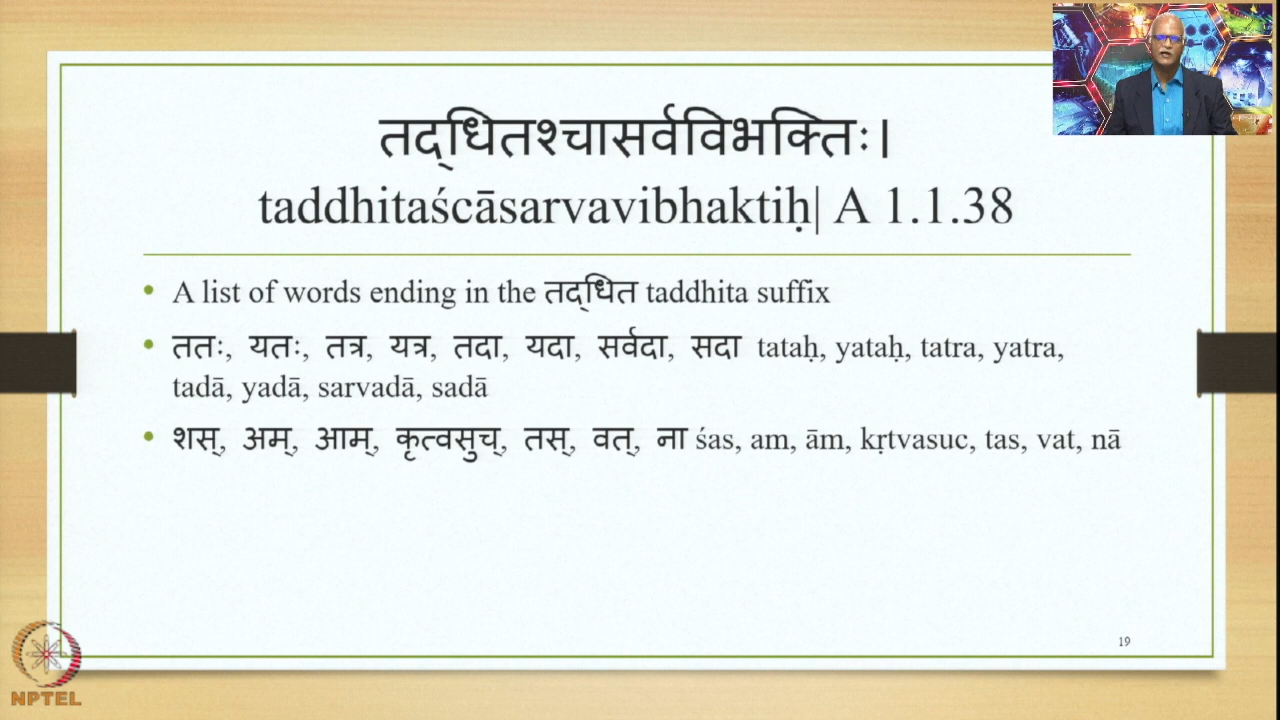 तद्धितश्चासर्वविभक्तिः।
taddhitaścāsarvavibhaktiḥ| A 1.1.38
• A list of words ending in the तद्धित taddhita suffix
• ततः, यतः, तत्र, यत्र, तदा, यदा, सर्वदा, सदा tataḥ, yataḥ, tatra, yatra,
tadā, yadā, sarvadā, sadā
• शस्, अम्, आम्, कृत्वसुच्, तस्, वत्, ना śas, am, ām, kṛtvasuc, tas, vat, nā
19
NPTEL